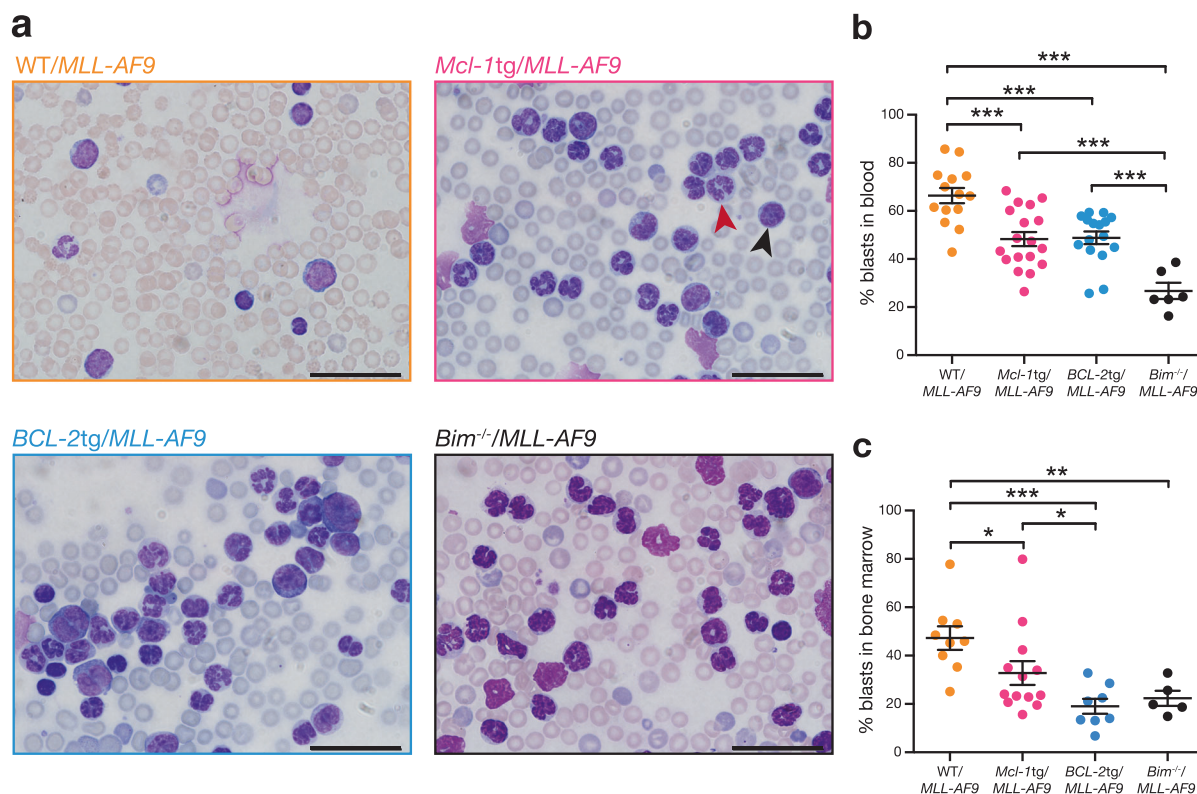 a
WT/MLL-AF9
Mcl-1tg/MLL-AF9
BCL-2tg/MLL-AF9
Bim-/-/MLL-AF9
b
% blasts in blood
***
***
***
***
***
100
80
60
40
20
0
WT/
MLL-AF9
Mcl-1tg/
MLL-AF9
BCL-2tg/
MLL-AF9
Bim-/-/
MLL-AF9
c
% blasts in bone marrow
**
***
*
*
100
80
60
40
20
0
WT/
MLL-AF9
Mcl-1tg/
MLL-AF9
BCL-2tg/
MLL-AF9
Bim-/-/
MLL-AF9